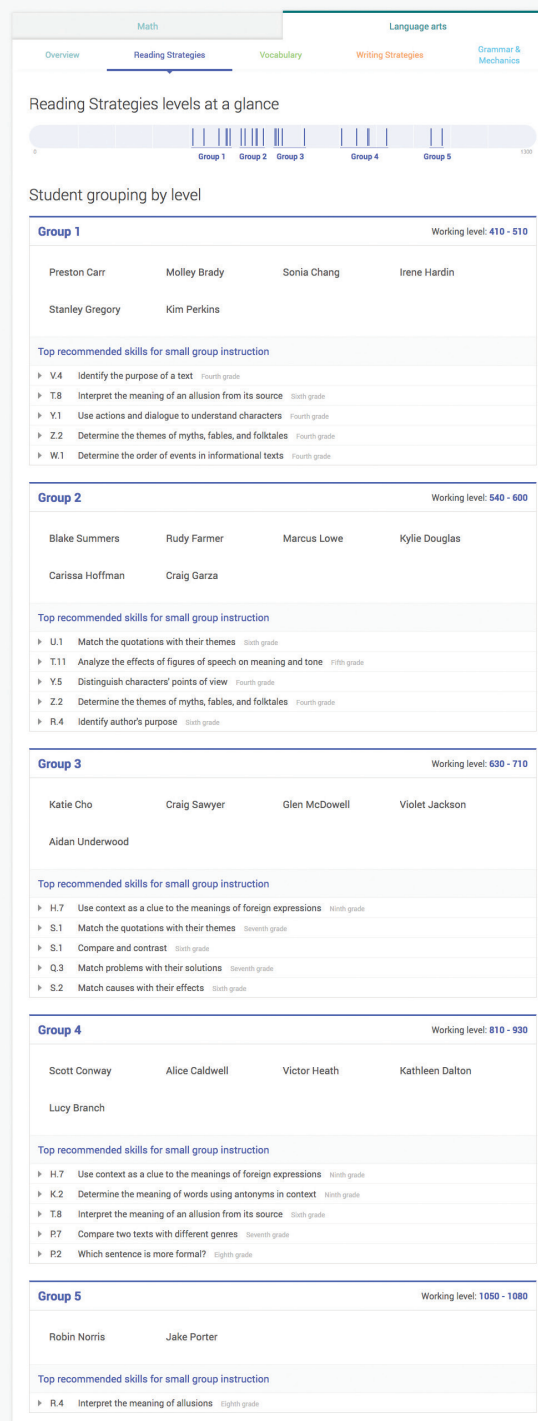 Math Language arts
Overview Reading Strategies Vocabulary Writing Strategies Grammar & Mechanics
Reading Strategies levels at a glance
0 1300
Group 1 Group 2 Group 3 Group 4 Group 5
Student grouping by level
Group 1 Working level: 410 - 510
Preston Carr Molley Brady Sonia Chang Irene Hardin
Stanley Gregory Kim Perkins
Top recommended skills for small group instruction
V.4 Identify the purpose of a text Fourth grade
T.8 Interpret the meaning of an allusion from its source Sixth grade
Y.1 Use actions and dialogue to understand characters Fourth grade
Z.2 Determine the themes of myths, fables, and folktales Fourth grade
W.1 Determine the order of events in informational texts Fourth grade
Group 2 Working level: 540 - 600
Blake Summers Rudy Farmer Marcus Lowe Kylie Douglas
Carissa Hoffman Craig Garza
Top recommended skills for small group instruction
U.1 Match the quotations with their themes Sixth grade
T.11 Analyze the effects of figures of speech on meaning and tone Fifth grade
Y.5 Distinguish characters' points of view Fourth grade
Z.2 Determine the themes of myths, fables, and folktales Fourth grade
R.4 Identify author's purpose Sixth grade
Group 3 Working level: 630 - 710
Katie Cho Craig Sawyer Glen McDowell Violet Jackson
Aidan Underwood
Top recommended skills for small group instruction
H.7 Use context as a clue to the meanings of foreign expressions Ninth grade
S.1 Match the quotations with their themes Seventh grade
S.1 Compare and contrast Sixth grade
Q.3 Match problems with their solutions Seventh grade
S.2 Match causes with their effects Sixth grade
Group 4 Working level: 810 - 930
Scott Conway Alice Caldwell Victor Heath Kathleen Dalton
Lucy Branch
Top recommended skills for small group instruction
H.7 Use context as a clue to the meanings of foreign expressions Ninth grade
K.2 Determine the meaning of words using antonyms in context Ninth grade
T.8 Interpret the meaning of an allusion from its source Sixth grade
P.7 Compare two texts with different genres Seventh grade
P.2 Which sentence is more formal? Eighth grade
Group 5 Working level: 1050 - 1080
Robin Norris Jake Porter
Top recommended skills for small group instruction
R.4 Interpret the meaning of allusions Eighth grade